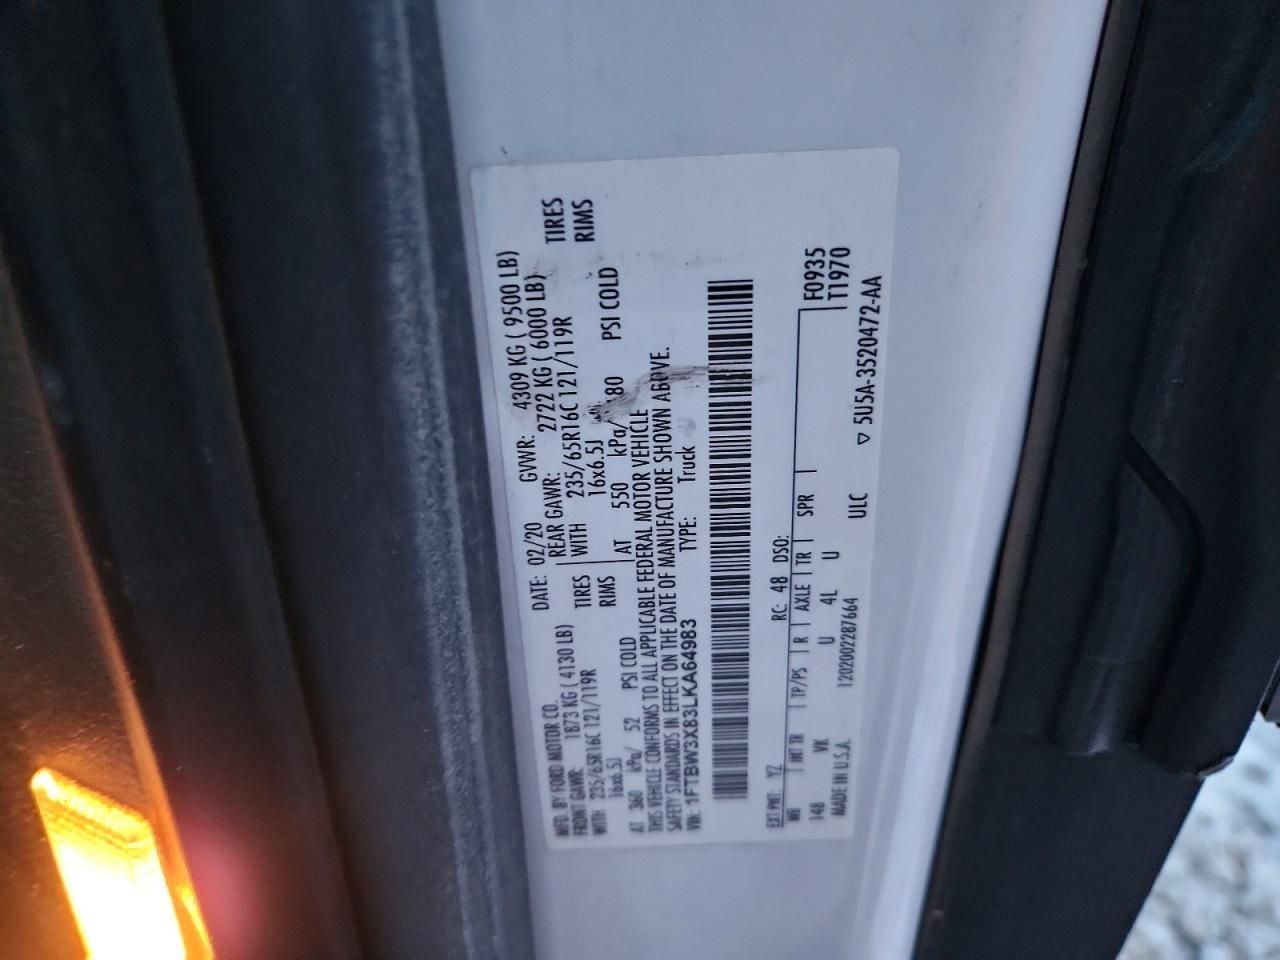 MFD. BY FORD MOTOR CO. DATE: 02/20 GVWR: 4309 KG ( 9500 LB)
FRONT GAWR: 1873 KG ( 4130 LB) REAR GAWR: 2722 KG ( 6000 LB)
WITH 235/65R16C 121/119R TIRES WITH 235/65R16C 121/119R TIRES
16x6.5J RIMS 16x6.5J RIMS
AT 360 kPa/ 52 PSI COLD AT 550 kPa/ 80 PSI COLD
THIS VEHICLE CONFORMS TO ALL APPLICABLE FEDERAL MOTOR VEHICLE
SAFETY STANDARDS IN EFFECT ON THE DATE OF MANUFACTURE SHOWN ABOVE.
VIN: 1FTBW3X83LKA64983 TYPE: Truck
EXT PNT: YZ RC: 48 DSO:
WB INT TR TP/PS R AXLE TR SPR F0935
148 VK U 4L U T1970
MADE IN U.S.A. 1202002287664 ULC ▽ 5U5A-3520472-AA